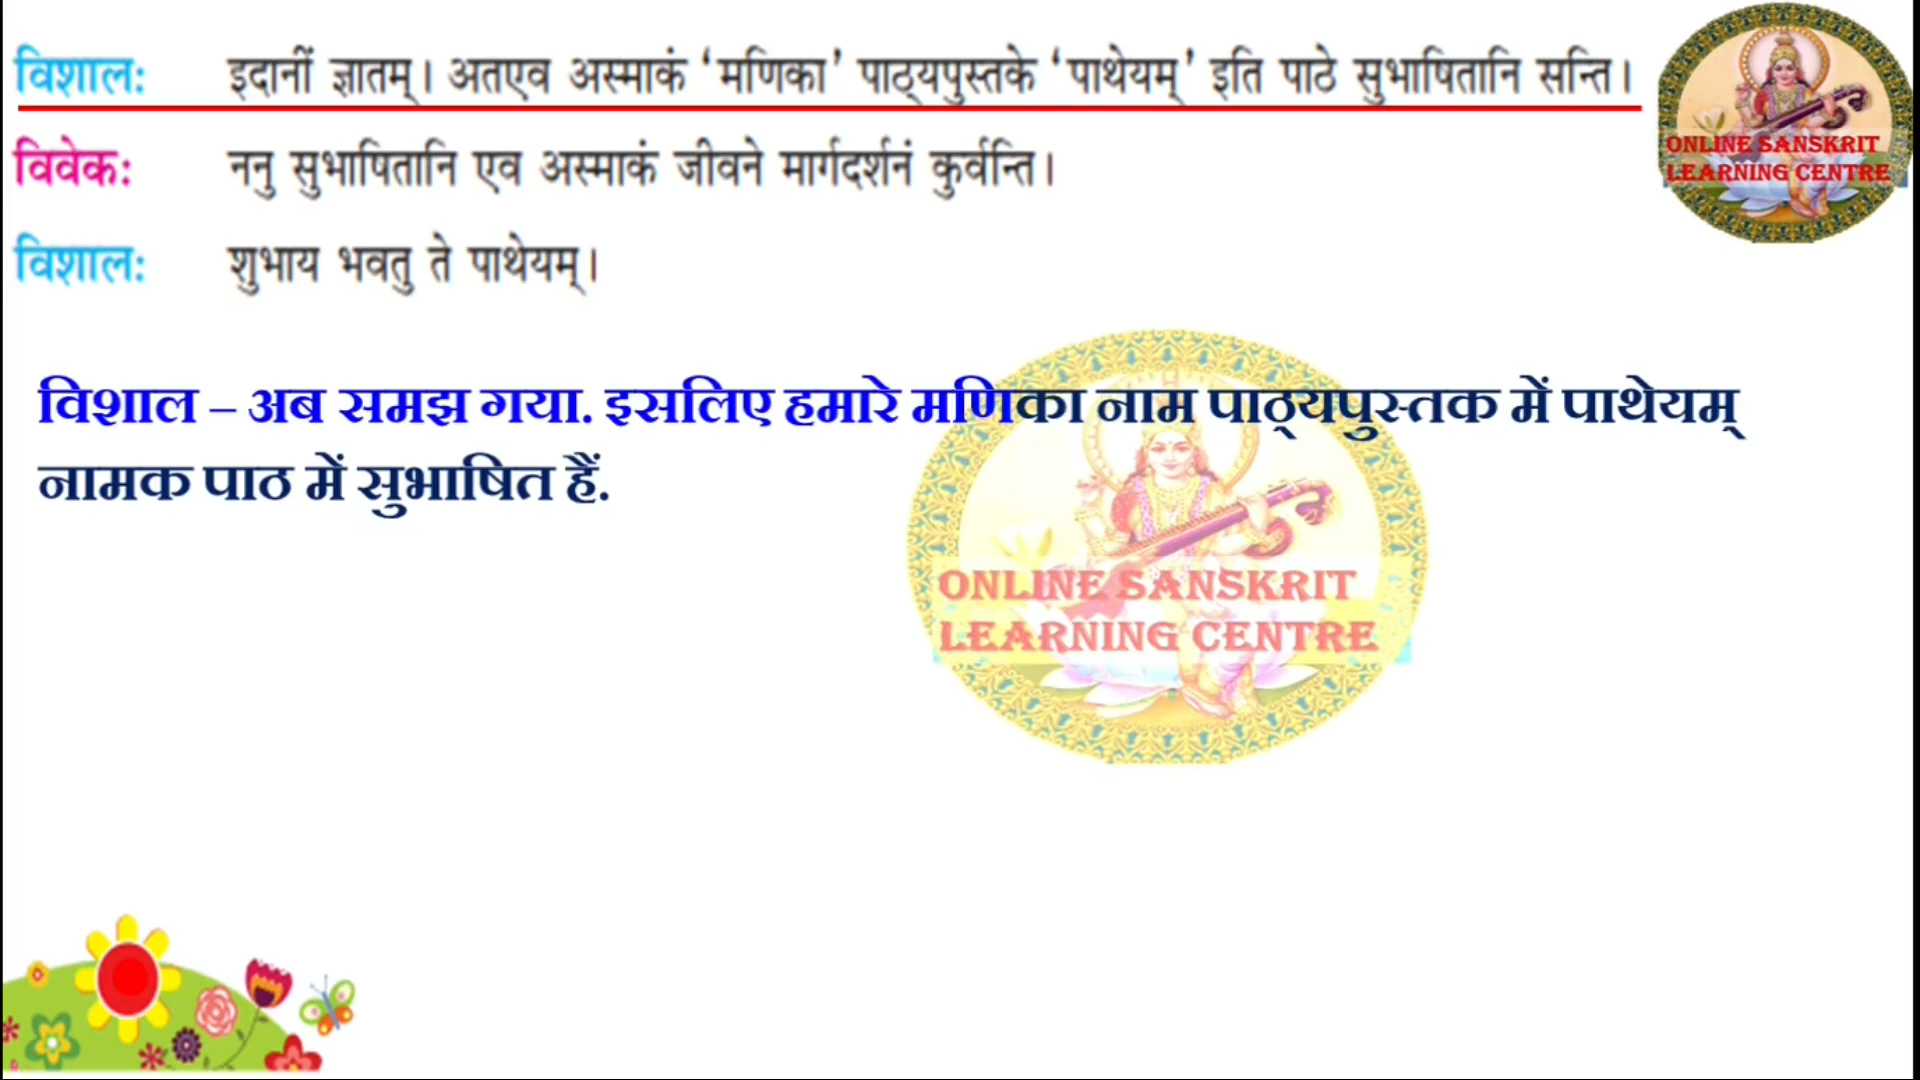 विशालः इदानीं ज्ञातम्। अतएव अस्माकं ‘मणिका’ पाठ्यपुस्तके ‘पाथेयम्’ इति पाठे सुभाषितानि सन्ति।
विवेकः ननु सुभाषितानि एव अस्माकं जीवने मार्गदर्शनं कुर्वन्ति।
विशालः शुभाय भवतु ते पाथेयम्।
ONLINE SANSKRIT
LEARNING CENTRE
विशाल – अब समझ गया. इसलिए हमारे मणिका नाम पाठ्यपुस्तक में पाथेयम्
नामक पाठ में सुभाषित हैं.
ONLINE SANSKRIT
LEARNING CENTRE